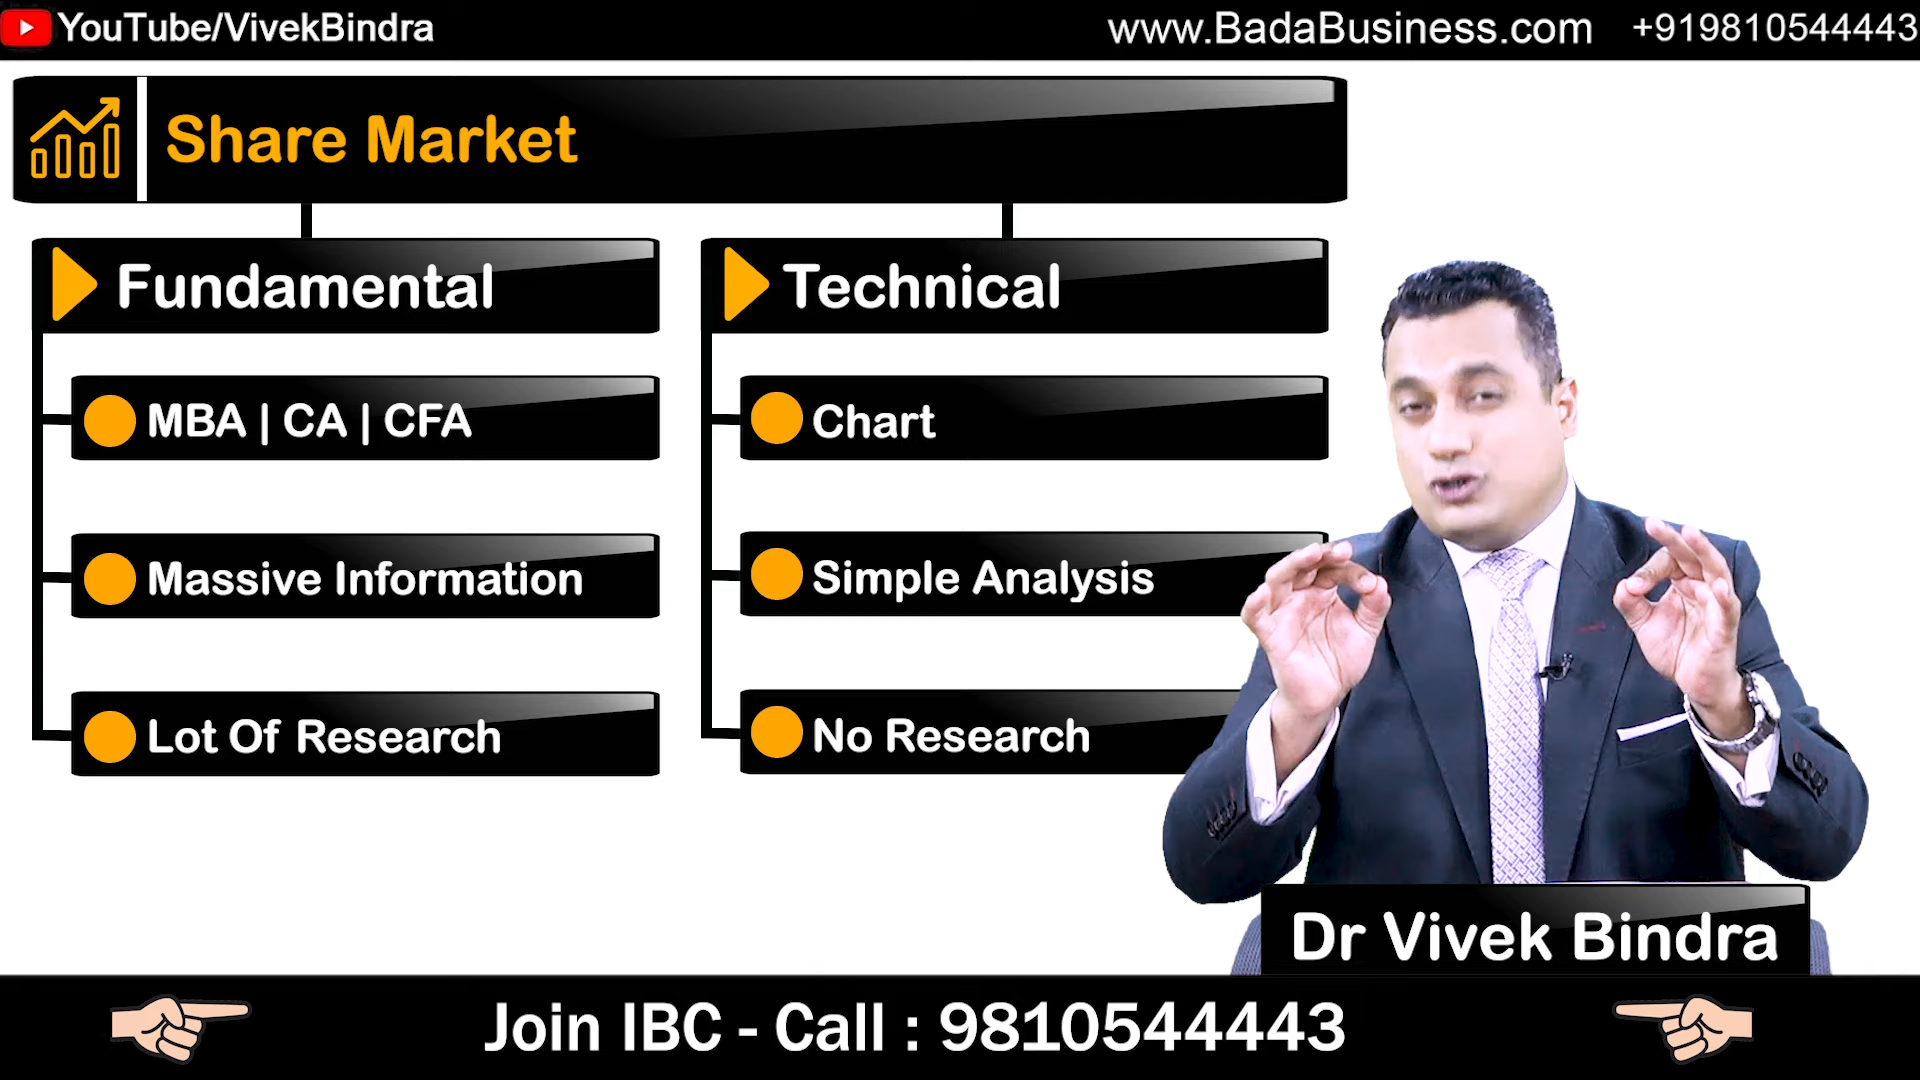 YouTube/VivekBindra
www.BadaBusiness.com +919810544443
Share Market
Fundamental
MBA | CA | CFA
Massive Information
Lot Of Research
Technical
Chart
Simple Analysis
No Research
Dr Vivek Bindra
Join IBC - Call : 9810544443